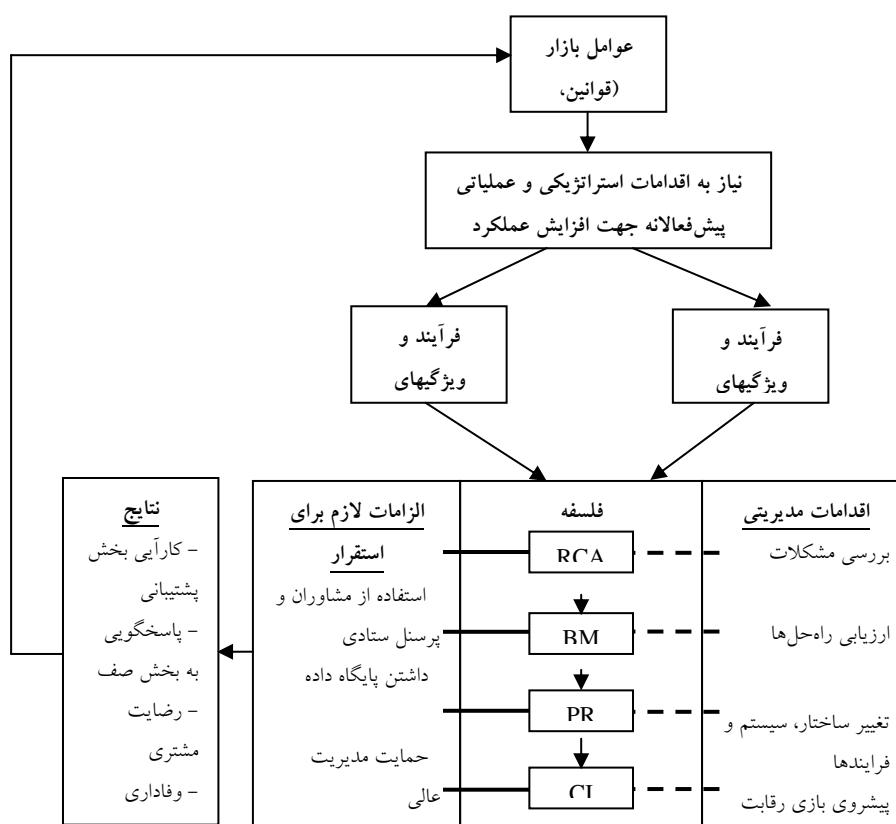 عوامل بازار
(قوانین،
نیاز به اقدامات استراتژیکی و عملیاتی
پیش‌فعالانه جهت افزایش عملکرد
فرآیند و
ویژگیهای
فرآیند و
ویژگیهای
اقدامات مدیریتی
بررسی مشکلات
ارزیابی راه‌حل‌ها
تغییر ساختار، سیستم و
فرایندها
پیشروی بازی رقابت
فلسفه
RCA
BM
PR
CI
الزامات لازم برای
استقرار
استفاده از مشاوران و
پرسنل ستادی
داشتن پایگاه داده
حمایت مدیریت
عالی
نتایج
- کارآیی بخش
پشتیبانی
- پاسخگویی
به بخش صف
- رضایت
مشتری
- وفاداری